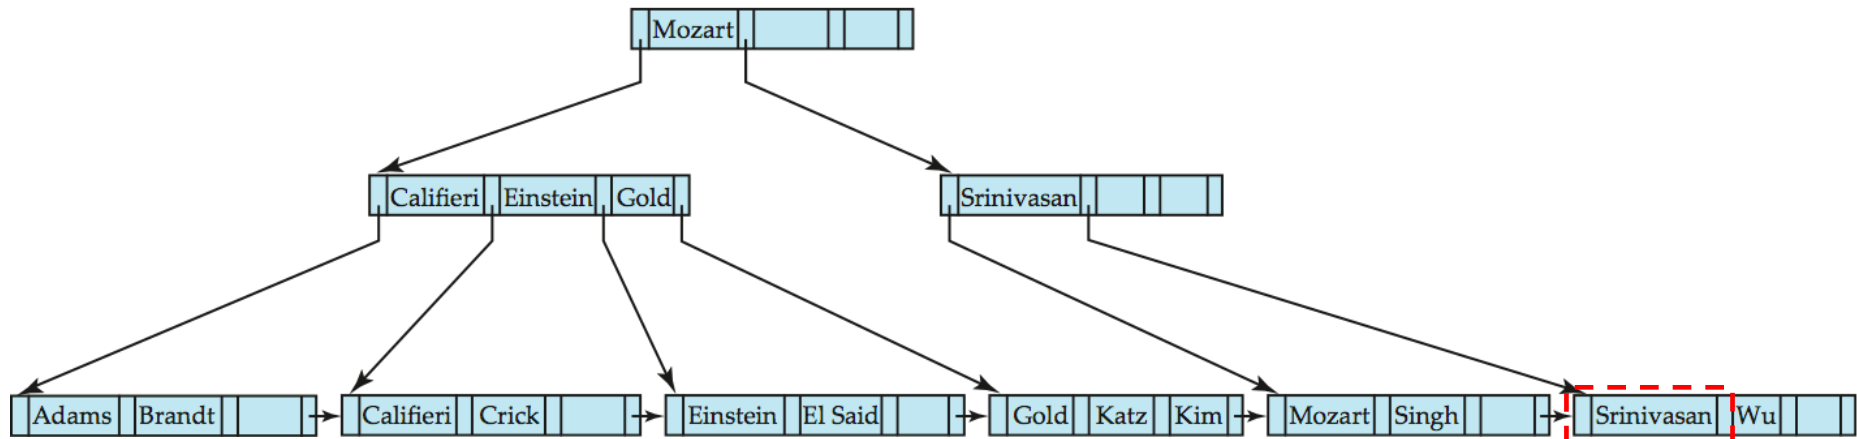 Mozart
Califieri Einstein Gold Srinivasan
Adams Brandt Califieri Crick Einstein El Said Gold Katz Kim Mozart Singh Srinivasan Wu